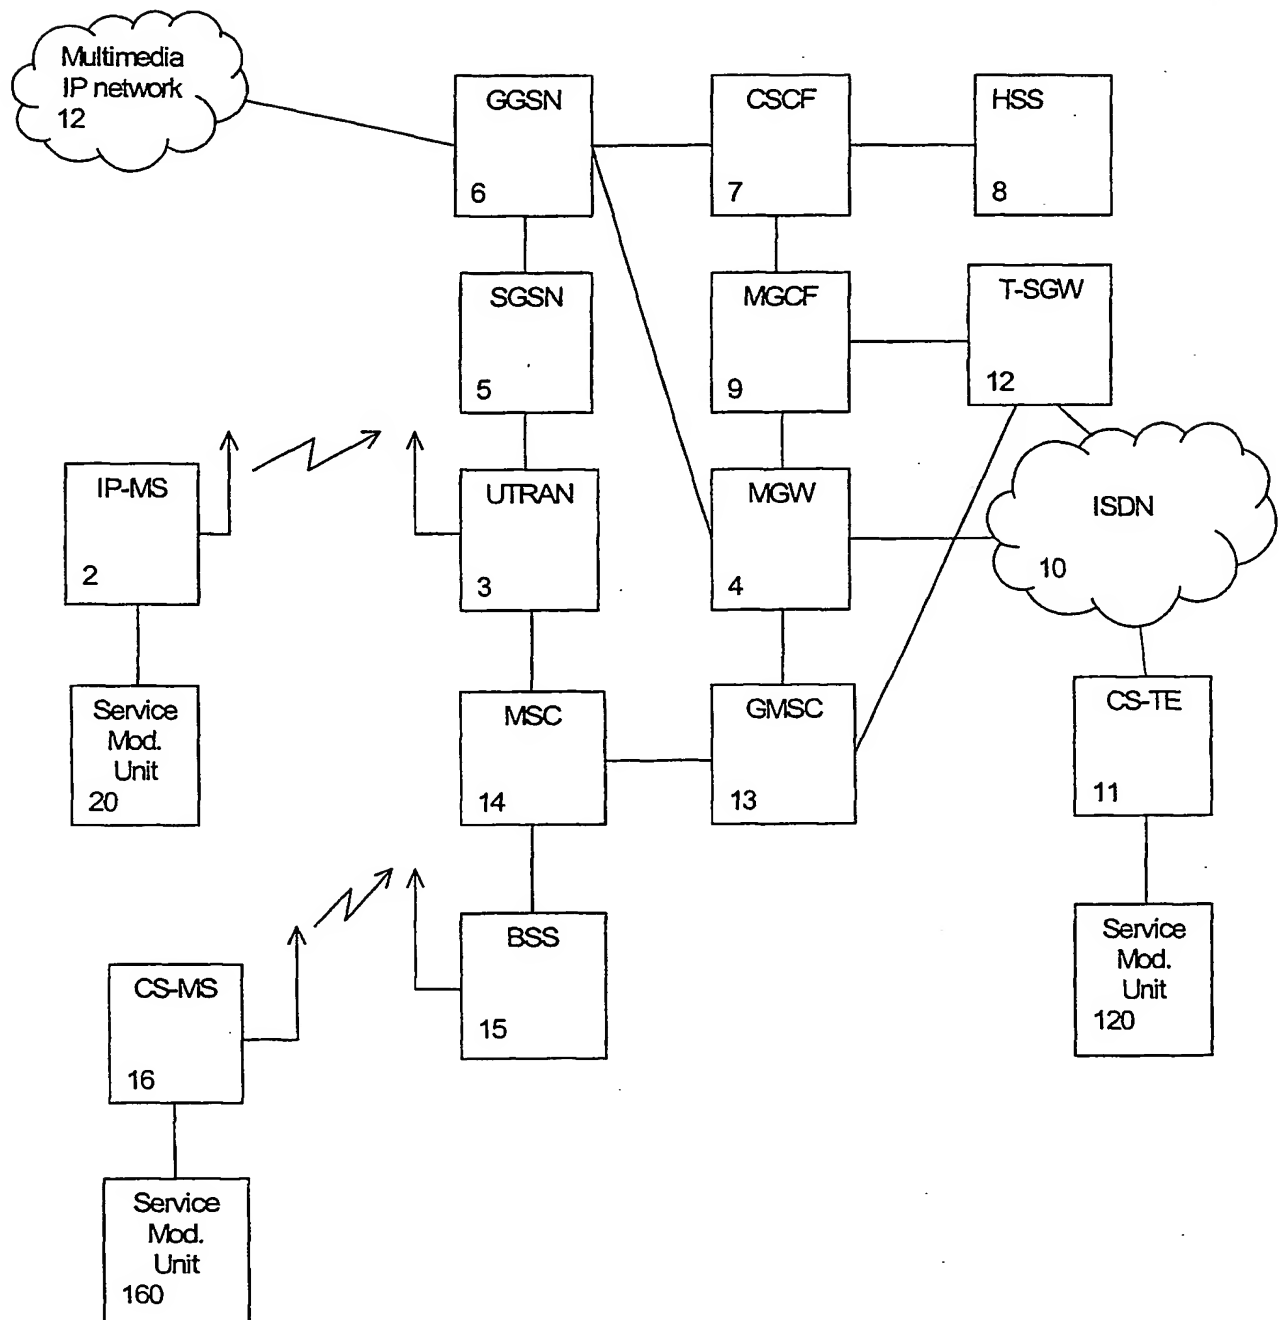 Multimedia
IP network
12
GGSN
6
CSCF
7
HSS
8
SGSN
5
MGCF
9
T-SGW
12
IP-MS
2
UTRAN
3
MGW
4
ISDN
10
Service
Mod.
Unit
20
MSC
14
GMSC
13
CS-TE
11
CS-MS
16
BSS
15
Service
Mod.
Unit
120
Service
Mod.
Unit
160